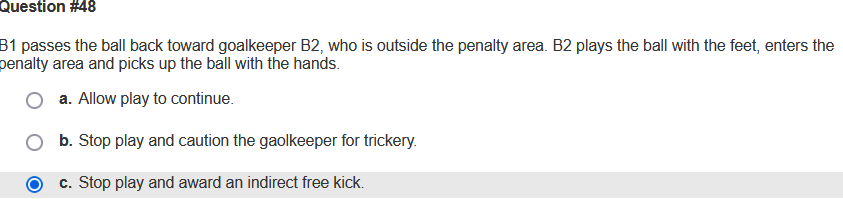 Question #48
B1 passes the ball back toward goalkeeper B2, who is outside the penalty area. B2 plays the ball with the feet, enters the
penalty area and picks up the ball with the hands.
a. Allow play to continue.
b. Stop play and caution the gaolkeeper for trickery.
c. Stop play and award an indirect free kick.